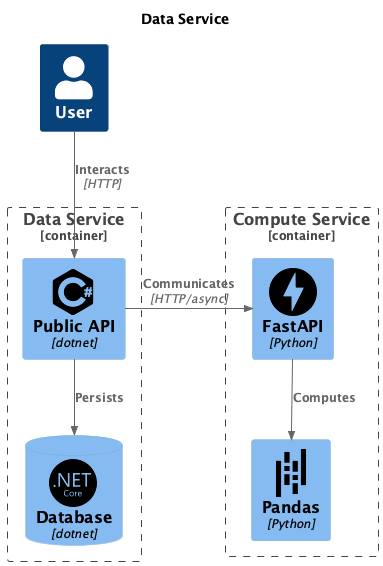 Data Service
User
Interacts
[HTTP]
Data Service
[container]
Compute Service
[container]
C#
Public API
[dotnet]
Communicates
[HTTP/async]
FastAPI
[Python]
Persists
Computes
.NET
Core
Database
[dotnet]
Pandas
[Python]